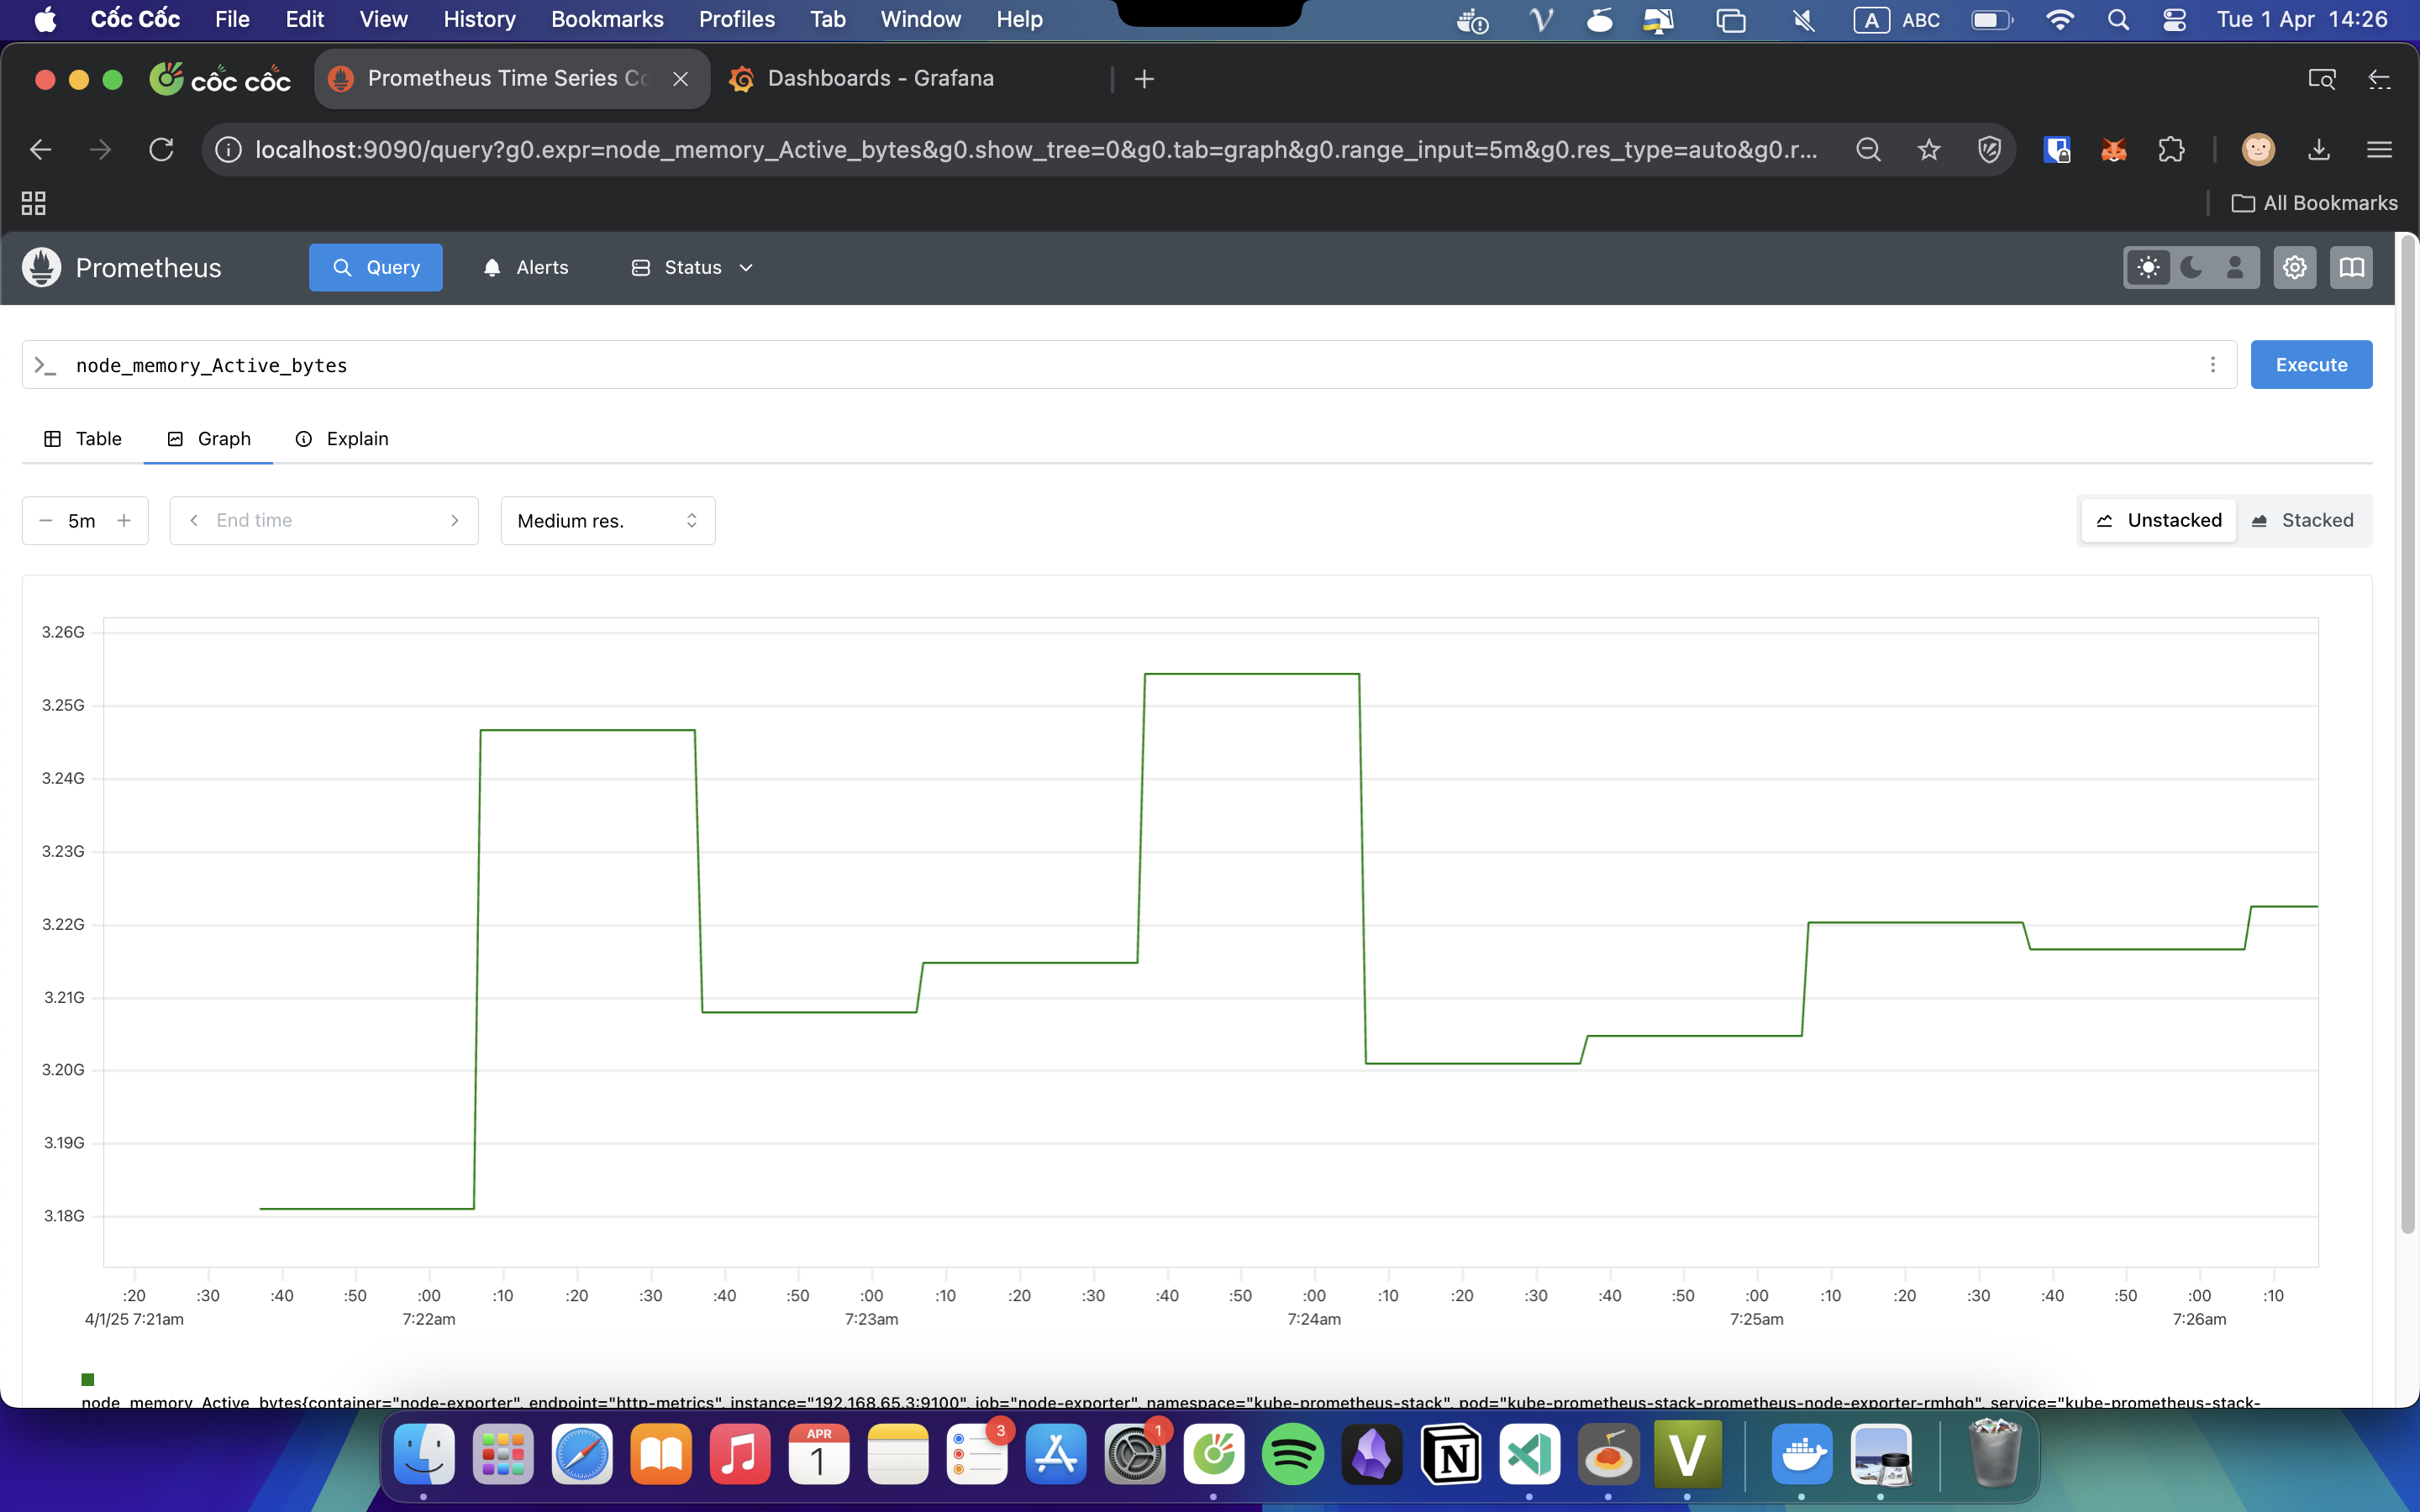 Cốc Cốc File Edit View History Bookmarks Profiles Tab Window Help A ABC Tue 1 Apr 14:26
cốc cốc Prometheus Time Series Co Dashboards - Grafana
localhost:9090/query?g0.expr=node_memory_Active_bytes&g0.show_tree=0&g0.tab=graph&g0.range_input=5m&g0.res_type=auto&g0.r...
All Bookmarks
Prometheus Query Alerts Status
node_memory_Active_bytes Execute
Table Graph Explain
5m End time Medium res. Unstacked Stacked
3.26G
3.25G
3.24G
3.23G
3.22G
3.21G
3.20G
3.19G
3.18G
:20 :30 :40 :50 :00 :10 :20 :30 :40 :50 :00 :10 :20 :30 :40 :50 :00 :10 :20 :30 :40 :50 :00 :10 :20 :30 :40 :50 :00 :10
4/1/25 7:21am 7:22am 7:23am 7:24am 7:25am 7:26am
node_memory_Active_bytes{container="node-exporter", endpoint="http-metrics", instance="192.168.65.3:9100", job="node-exporter", namespace="kube-prometheus-stack", pod="kube-prometheus-stack-prometheus-node-exporter-rmhqh", service="kube-prometheus-stack-
APR
1 3 1